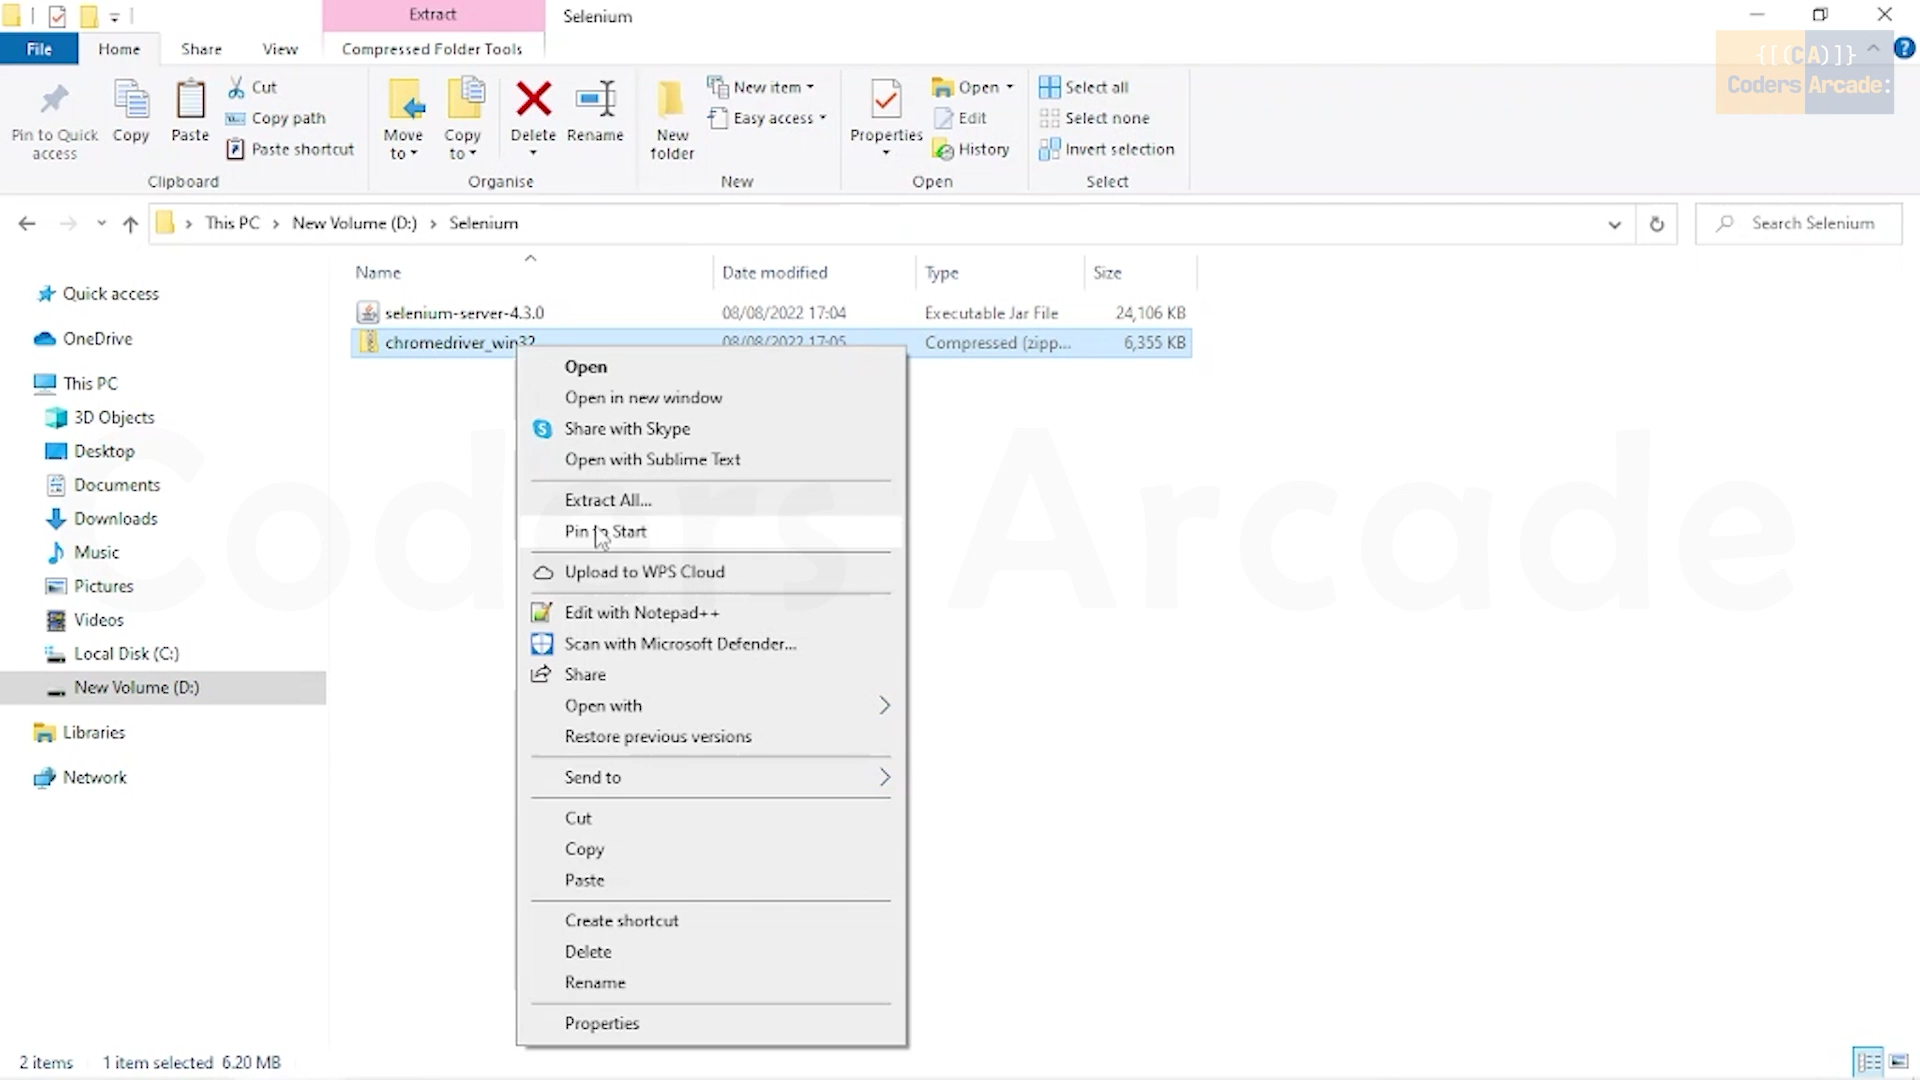 Extract
Selenium
File
Home
Share
View
Compressed Folder Tools
{[(CA)]}
Coders Arcade:
Pin to Quick access
Copy
Paste
Cut
Copy path
Paste shortcut
Clipboard
Move to
Copy to
Delete
Rename
Organise
New folder
New item
Easy access
New
Properties
Open
Edit
History
Open
Select all
Select none
Invert selection
Select
This PC > New Volume (D:) > Selenium
Search Selenium
Name
Date modified
Type
Size
selenium-server-4.3.0
08/08/2022 17:04
Executable Jar File
24,106 KB
chromedriver_win32
08/08/2022 17:05
Compressed (zipp...
6,355 KB
Quick access
OneDrive
This PC
3D Objects
Desktop
Documents
Downloads
Music
Pictures
Videos
Local Disk (C:)
New Volume (D:)
Libraries
Network
Open
Open in new window
Share with Skype
Open with Sublime Text
Extract All...
Pin to Start
Upload to WPS Cloud
Edit with Notepad++
Scan with Microsoft Defender...
Share
Open with
Restore previous versions
Send to
Cut
Copy
Paste
Create shortcut
Delete
Rename
Properties
Coders Arcade
2 items
1 item selected 6.20 MB